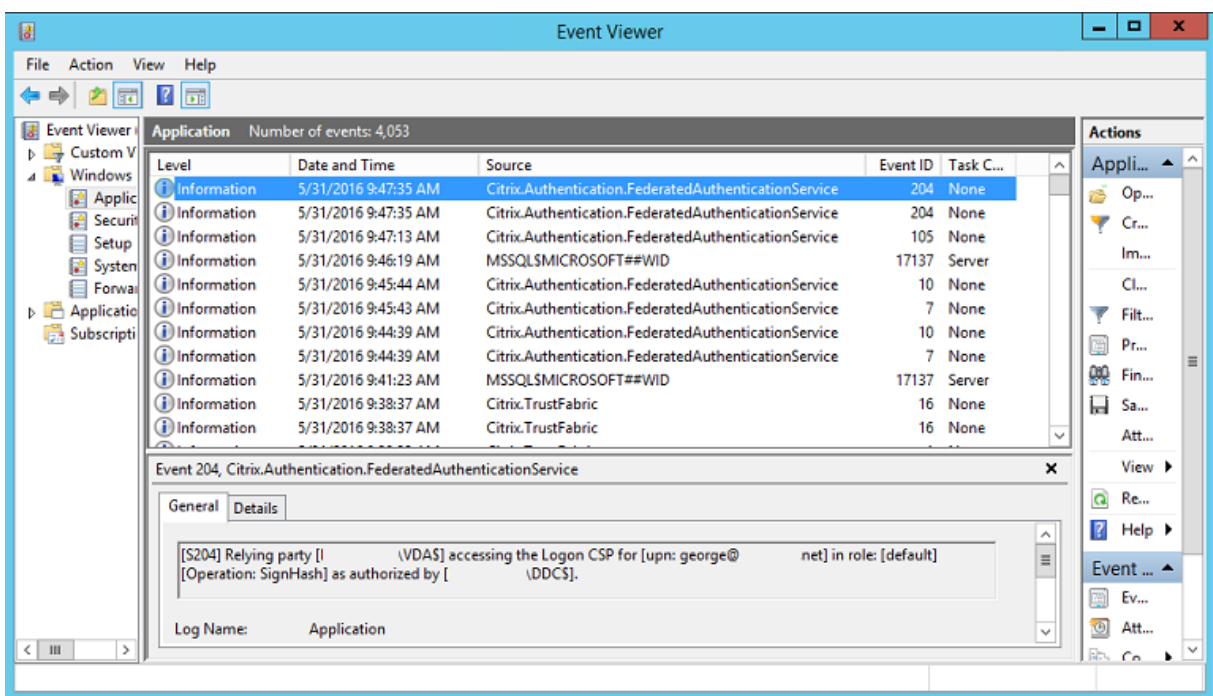 Event Viewer
File Action View Help
Event Viewer
Custom V
Windows
Applic
Securit
Setup
System
Forwar
Applicatio
Subscripti
Application Number of events: 4,053
Level Date and Time Source Event ID Task C...
Information 5/31/2016 9:47:35 AM Citrix.Authentication.FederatedAuthenticationService 204 None
Information 5/31/2016 9:47:35 AM Citrix.Authentication.FederatedAuthenticationService 204 None
Information 5/31/2016 9:47:13 AM Citrix.Authentication.FederatedAuthenticationService 105 None
Information 5/31/2016 9:46:19 AM MSSQL$MICROSOFT##WID 17137 Server
Information 5/31/2016 9:45:44 AM Citrix.Authentication.FederatedAuthenticationService 10 None
Information 5/31/2016 9:45:43 AM Citrix.Authentication.FederatedAuthenticationService 7 None
Information 5/31/2016 9:44:39 AM Citrix.Authentication.FederatedAuthenticationService 10 None
Information 5/31/2016 9:44:39 AM Citrix.Authentication.FederatedAuthenticationService 7 None
Information 5/31/2016 9:41:23 AM MSSQL$MICROSOFT##WID 17137 Server
Information 5/31/2016 9:38:37 AM Citrix.TrustFabric 16 None
Information 5/31/2016 9:38:37 AM Citrix.TrustFabric 16 None
Event 204, Citrix.Authentication.FederatedAuthenticationService
General Details
[S204] Relying party [ \VDA$] accessing the Logon CSP for [upn: george@ net] in role: [default]
[Operation: SignHash] as authorized by [ \DDC$].
Log Name: Application
Actions
Appli...
Op...
Cr...
Im...
Cl...
Filt...
Pr...
Fin...
Sa...
Att...
View
Re...
Help
Event ...
Ev...
Att...
Co...